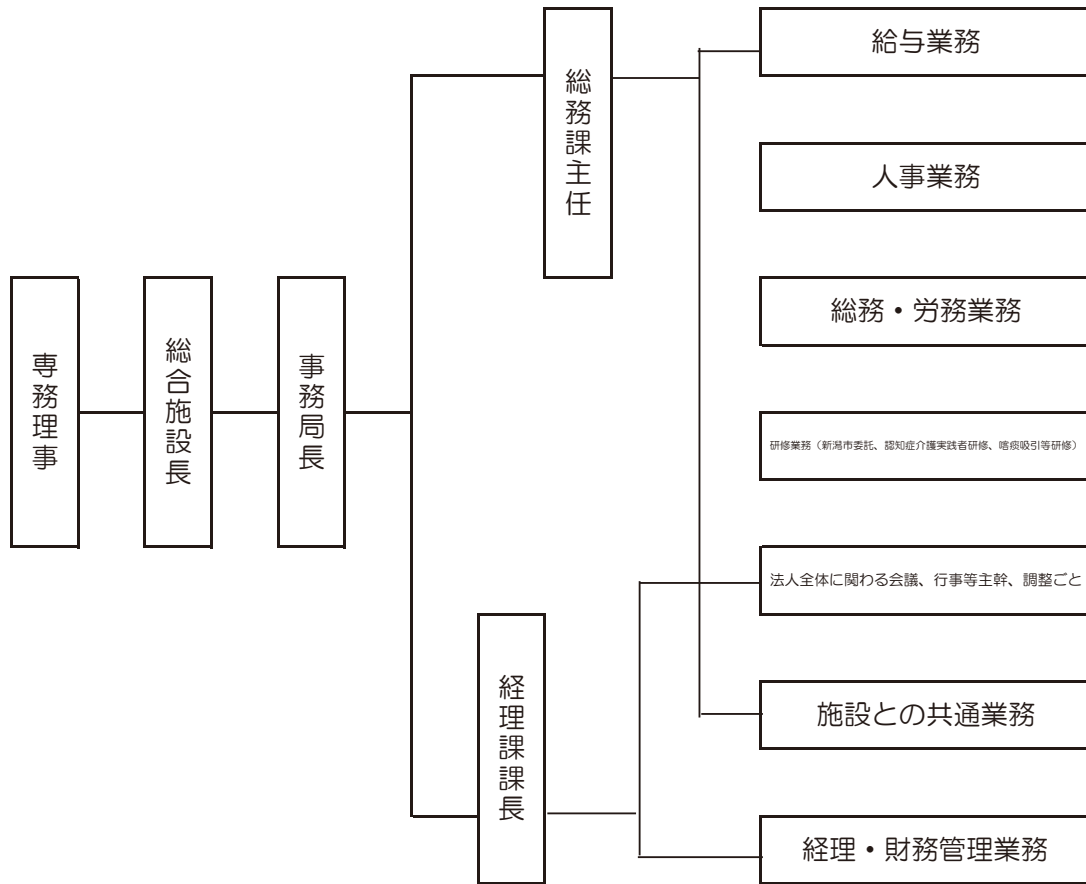 専務理事
総合施設長
事務局長
総務課主任
経理課課長
給与業務
人事業務
総務・労務業務
研修業務（新潟市委託、認知症介護実践者研修、喀痰吸引等研修）
法人全体に関わる会議、行事等主幹、調整ごと
施設との共通業務
経理・財務管理業務